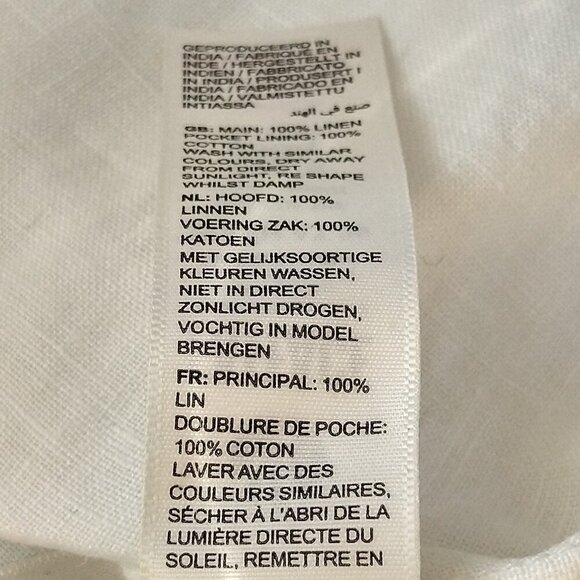 GEPRODUCEERD IN
INDIA / FABRIQUÉ EN
INDE / HERGESTELLT IN
INDIEN / FABBRICATO
IN INDIA / PRODUSERT I
INDIA / FABRICADO EN
INDIA / VALMISTETTU
INTIASSA
صنع في الهند
GB: MAIN: 100% LINEN
POCKET LINING: 100%
COTTON
WASH WITH SIMILAR
COLOURS, DRY AWAY
FROM DIRECT
SUNLIGHT, RE SHAPE
WHILST DAMP
NL: HOOFD: 100%
LINNEN
VOERING ZAK: 100%
KATOEN
MET GELIJKSOORTIGE
KLEUREN WASSEN,
NIET IN DIRECT
ZONLICHT DROGEN,
VOCHTIG IN MODEL
BRENGEN
FR: PRINCIPAL: 100%
LIN
DOUBLURE DE POCHE:
100% COTON
LAVER AVEC DES
COULEURS SIMILAIRES,
SÉCHER À L'ABRI DE LA
LUMIÈRE DIRECTE DU
SOLEIL, REMETTRE EN